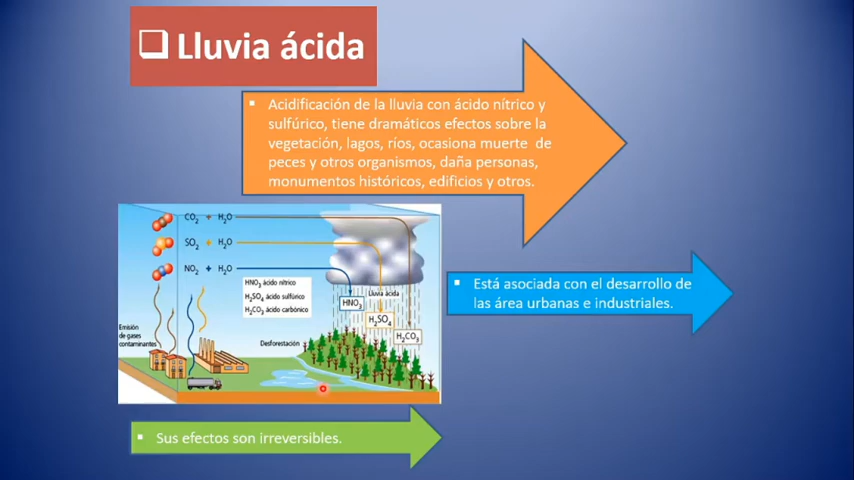 Lluvia ácida
Acidificación de la lluvia con ácido nítrico y
sulfúrico, tiene dramáticos efectos sobre la
vegetación, lagos, ríos, ocasiona muerte de
peces y otros organismos, daña personas,
monumentos históricos, edificios y otros.
CO₂ + H₂O
SO₂ + H₂O
NO₂ + H₂O
HNO₃ ácido nítrico
H₂SO₄ ácido sulfúrico
H₂CO₃ ácido carbónico
Lluvia ácida
HNO₃
H₂SO₄
H₂CO₃
Emisión
de gases
contaminantes
Desforestación
Está asociada con el desarrollo de
las área urbanas e industriales.
Sus efectos son irreversibles.